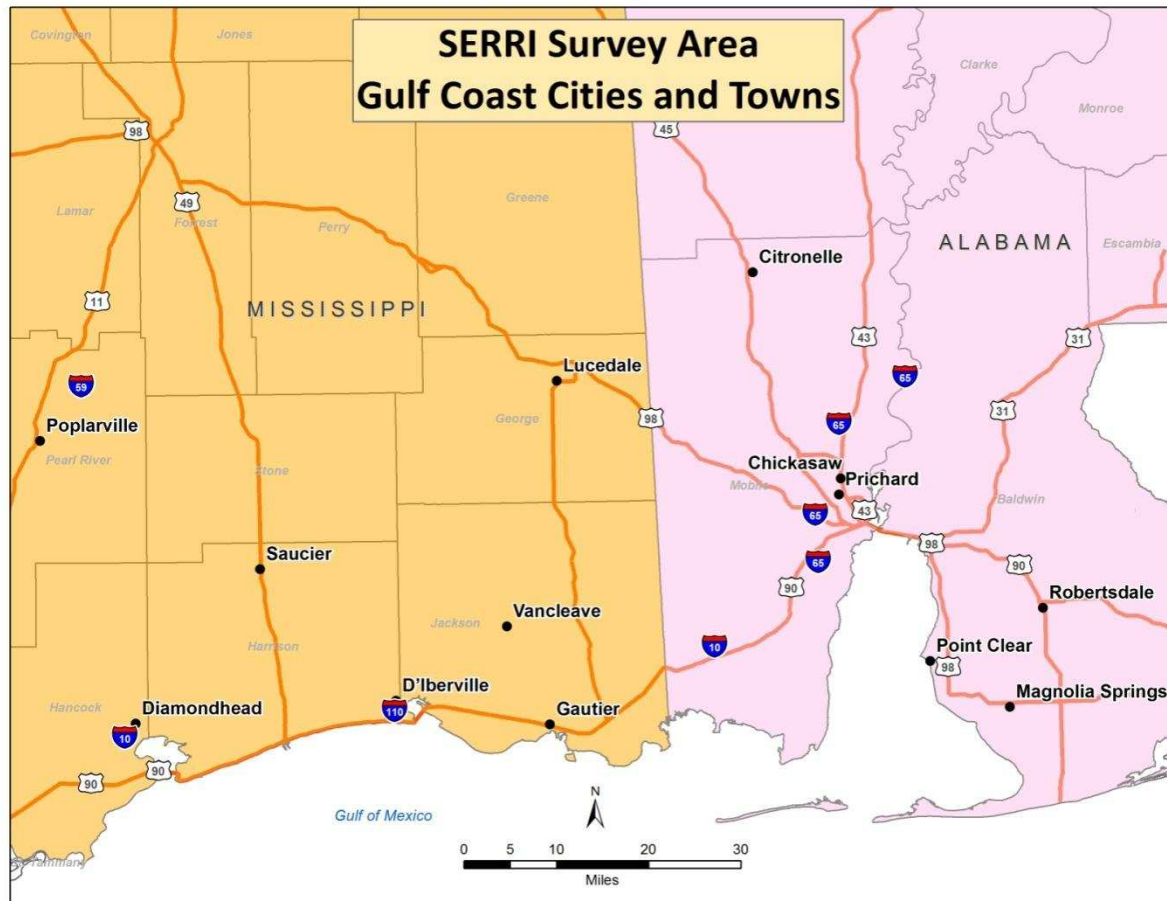 SERRI Survey Area
Gulf Coast Cities and Towns
Covington
Jones
Clarke
Monroe
98
45
Lamar
49
Forrest
Perry
Greene
ALABAMA
Escambia
Citronelle
11
MISSISSIPPI
43
31
65
59
Lucedale
George
98
65
31
Poplarville
Pearl River
Stone
Chickasaw
Prichard
Mobile
65
43
Baldwin
98
65
90
90
Saucier
Robertsdale
Vancleave
Jackson
Harrison
10
Point Clear
98
Hancock
Diamondhead
10
D'Iberville
110
Gautier
Magnolia Springs
90
90
Gulf of Mexico
N
0 5 10 20 30
Miles
Tammany